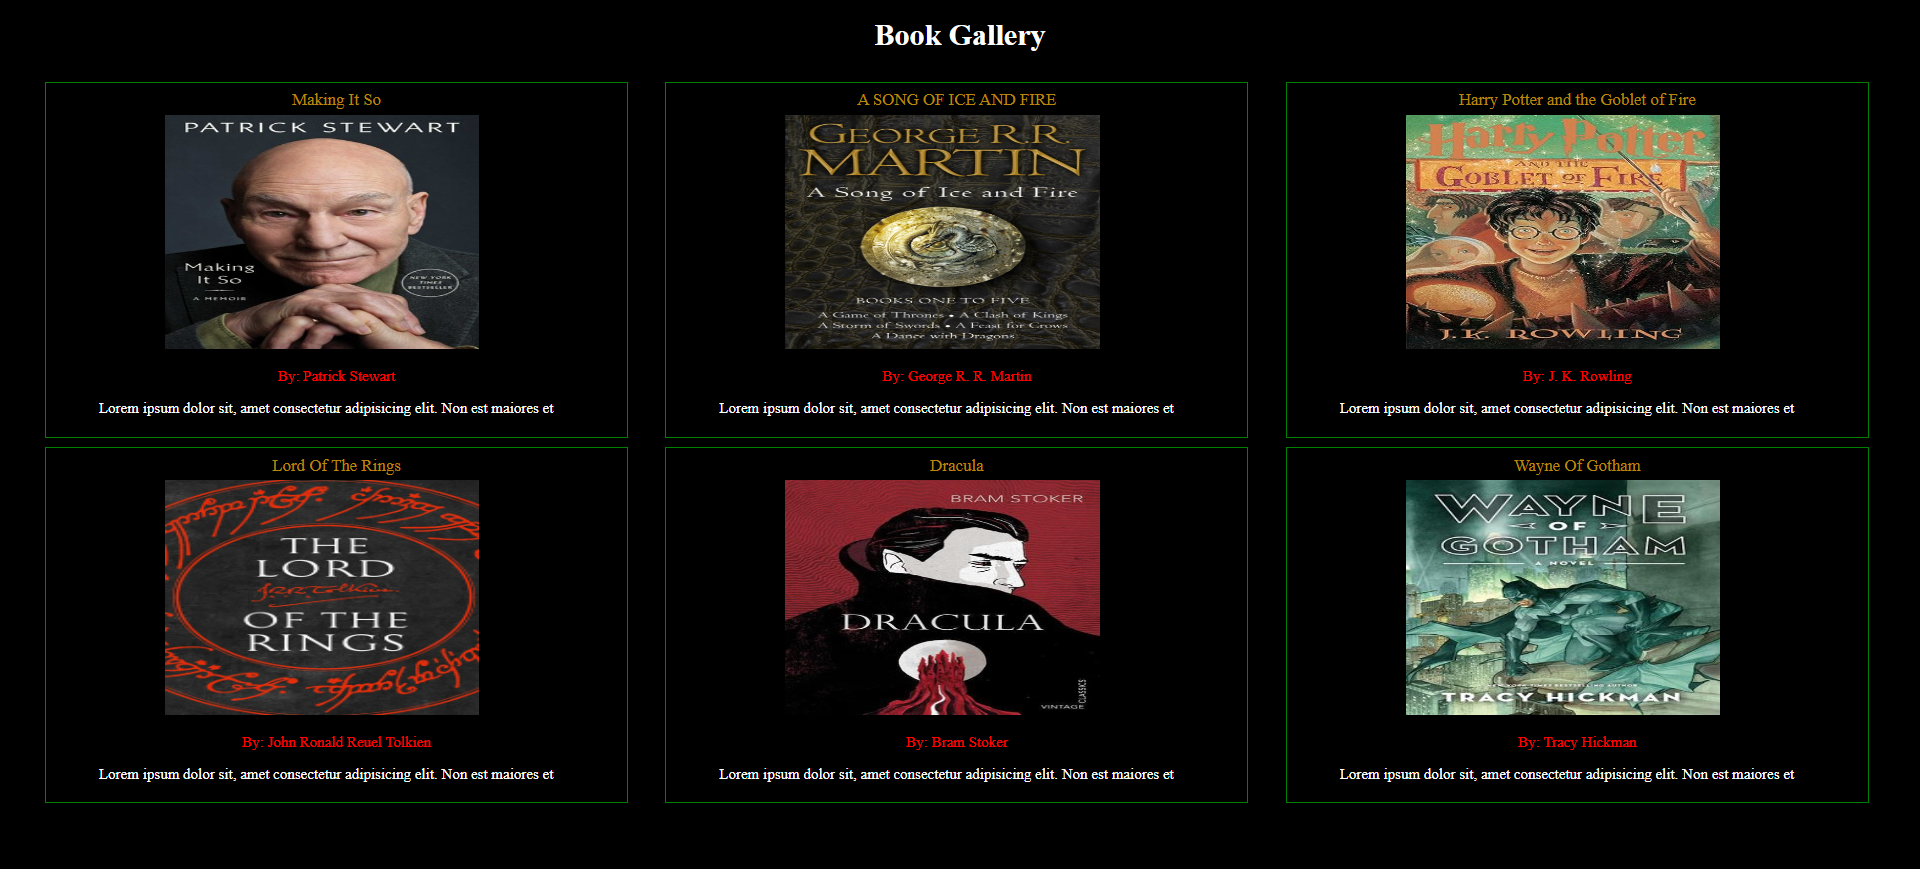 Book Gallery
Making It So
PATRICK STEWART
Making
It So
A MEMOIR
NEW YORK
TIMES
BESTSELLER
By: Patrick Stewart
Lorem ipsum dolor sit, amet consectetur adipisicing elit. Non est maiores et
A SONG OF ICE AND FIRE
GEORGE R.R.
MARTIN
A Song of Ice and Fire
BOOKS ONE TO FIVE
A Game of Thrones • A Clash of Kings
A Storm of Swords • A Feast for Crows
A Dance with Dragons
By: George R. R. Martin
Lorem ipsum dolor sit, amet consectetur adipisicing elit. Non est maiores et
Harry Potter and the Goblet of Fire
Harry Potter
AND THE
GOBLET OF FIRE
J.K. ROWLING
By: J. K. Rowling
Lorem ipsum dolor sit, amet consectetur adipisicing elit. Non est maiores et
Lord Of The Rings
THE
LORD
OF THE
RINGS
By: John Ronald Reuel Tolkien
Lorem ipsum dolor sit, amet consectetur adipisicing elit. Non est maiores et
Dracula
BRAM STOKER
DRACULA
VINTAGE CLASSICS
By: Bram Stoker
Lorem ipsum dolor sit, amet consectetur adipisicing elit. Non est maiores et
Wayne Of Gotham
WAYNE
OF
GOTHAM
A NOVEL
TRACY HICKMAN
By: Tracy Hickman
Lorem ipsum dolor sit, amet consectetur adipisicing elit. Non est maiores et